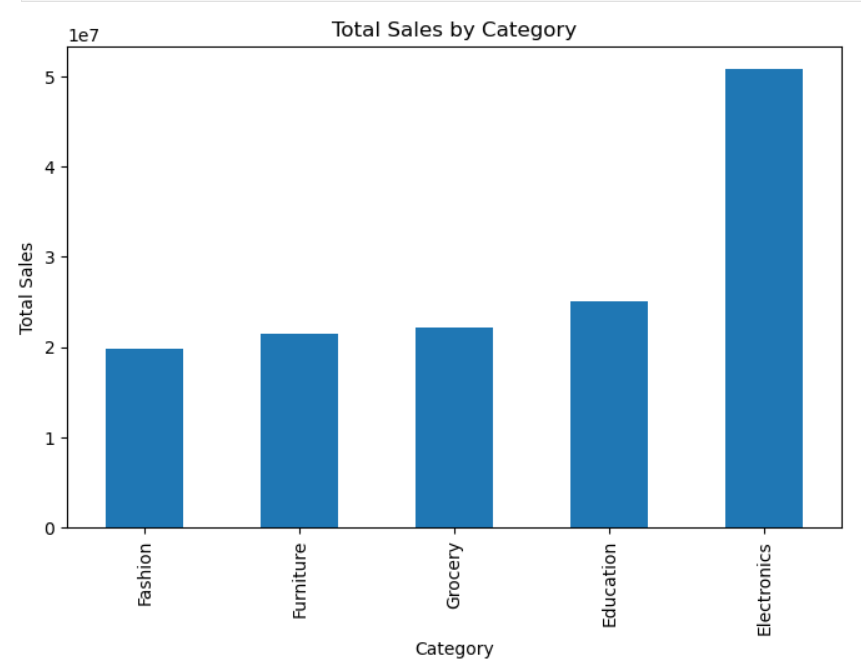 Total Sales by Category
1e7
5
4
3
2
1
0
Total Sales
Fashion
Furniture
Grocery
Education
Electronics
Category